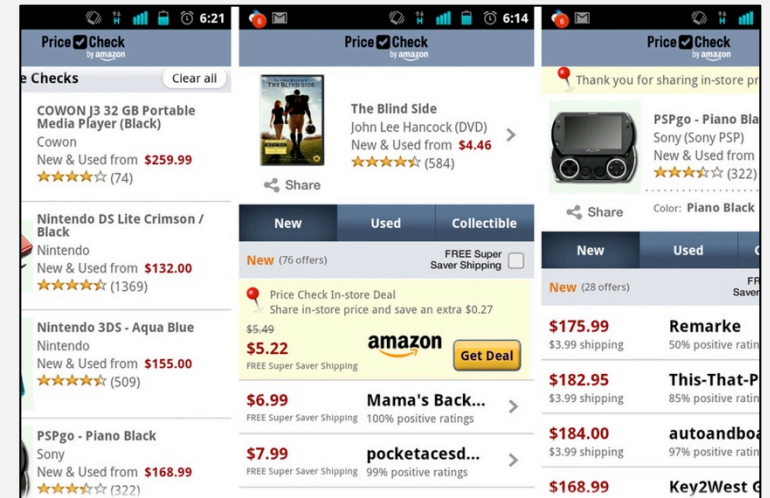 6:21
Price Check
by amazon
e Checks
Clear all
COWON J3 32 GB Portable
Media Player (Black)
Cowon
New & Used from $259.99
(74)
Nintendo DS Lite Crimson /
Black
Nintendo
New & Used from $132.00
(1369)
Nintendo 3DS - Aqua Blue
Nintendo
New & Used from $155.00
(509)
PSPgo - Piano Black
Sony
New & Used from $168.99
(322)
6:14
Price Check
by amazon
THE BLIND SIDE
The Blind Side
John Lee Hancock (DVD)
New & Used from $4.46
(584)
Share
New Used Collectible
New (76 offers)
FREE Super
Saver Shipping
Price Check In-store Deal
Share in-store price and save an extra $0.27
$5.49
$5.22
FREE Super Saver Shipping
amazon
Get Deal
$6.99 Mama's Back...
FREE Super Saver Shipping 100% positive ratings
$7.99 pocketacesd...
FREE Super Saver Shipping 99% positive ratings
Price Check
by amazon
Thank you for sharing in-store pr
PSPgo - Piano Bla
Sony (Sony PSP)
New & Used from
(322)
Share
Color: Piano Black
New Used C
New (28 offers)
FR
Saver
$175.99 Remarke
$3.99 shipping 50% positive ratin
$182.95 This-That-P
$3.99 shipping 85% positive ratin
$184.00 autoandboa
$3.99 shipping 97% positive ratin
$168.99 Key2West G